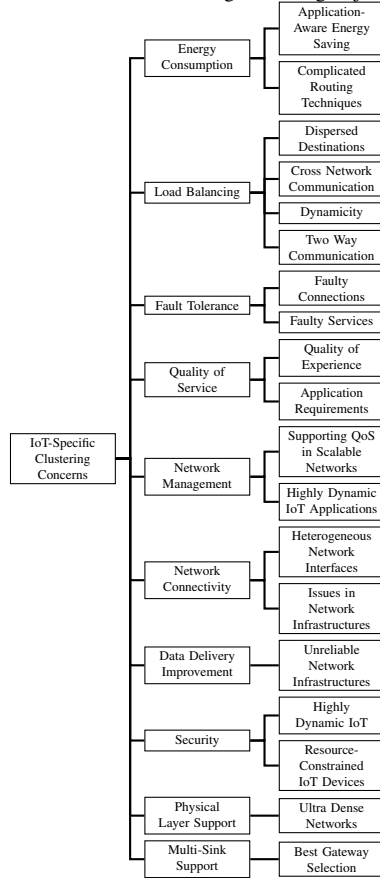 Application-
Aware Energy
Saving
Energy
Consumption
Complicated
Routing
Techniques
Dispersed
Destinations
Cross Network
Communication
Load Balancing
Dynamicity
Two Way
Communication
Faulty
Connections
Fault Tolerance
Faulty Services
Quality of
Experience
Quality of
Service
Application
Requirements
IoT-Specific
Clustering
Concerns
Supporting QoS
in Scalable
Networks
Network
Management
Highly Dynamic
IoT Applications
Heterogeneous
Network
Interfaces
Network
Connectivity
Issues in
Network
Infrastructures
Data Delivery
Improvement
Unreliable
Network
Infrastructures
Highly
Dynamic IoT
Security
Resource-
Constrained
IoT Devices
Physical
Layer Support
Ultra Dense
Networks
Multi-Sink
Support
Best Gateway
Selection